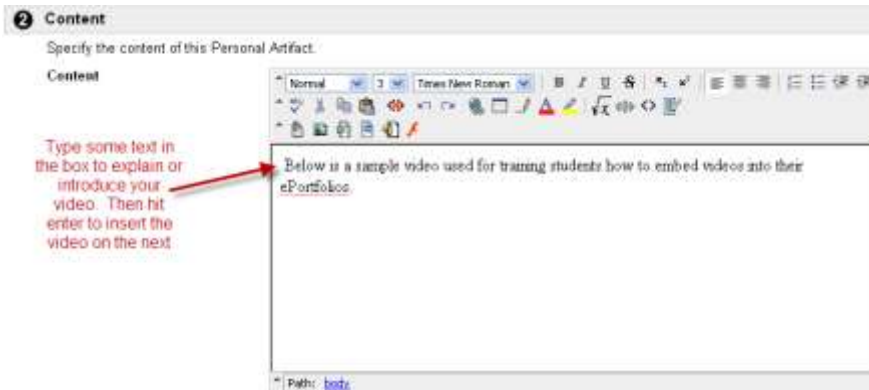 2 Content
Specify the content of this Personal Artifact.
Content
Normal 3 Times New Roman B I U S x₂ x²
Type some text in
the box to explain or
introduce your
video. Then hit
enter to insert the
video on the next
Below is a sample video used for training students how to embed videos into their
ePortfolios.
Path: body